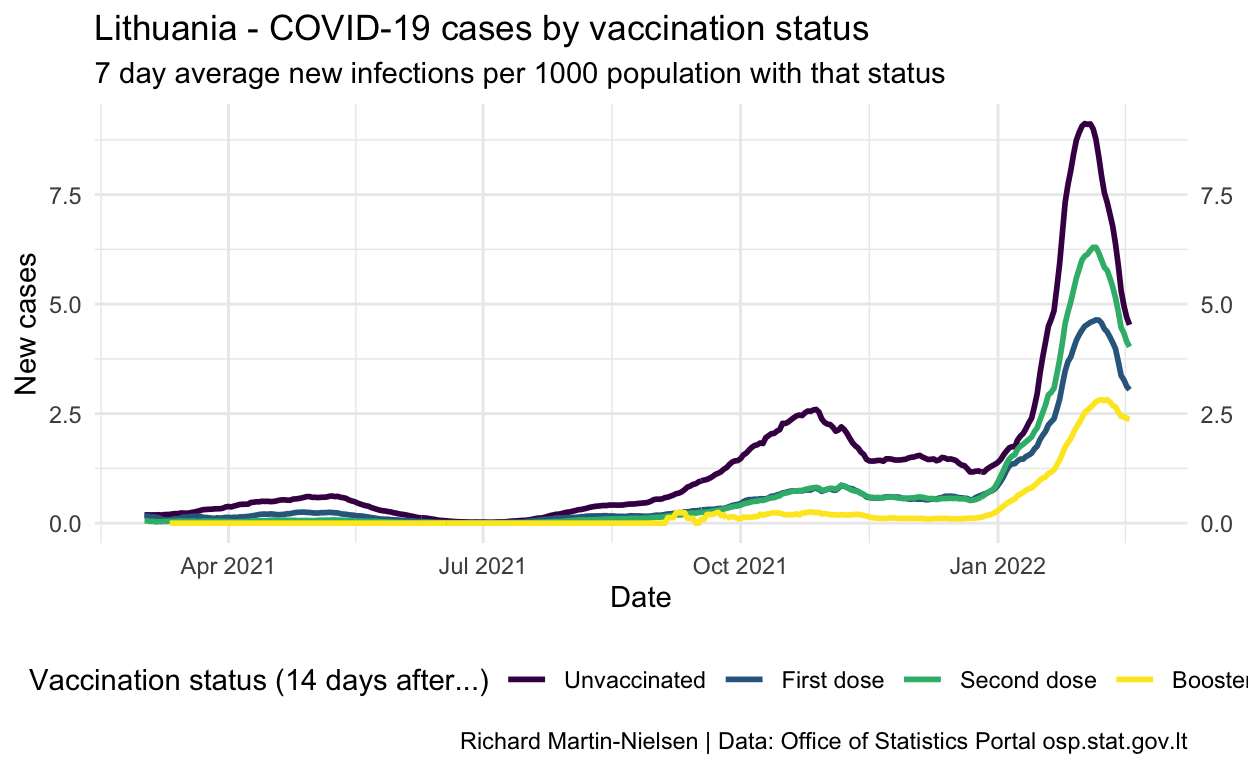 Lithuania - COVID-19 cases by vaccination status
7 day average new infections per 1000 population with that status
New cases
7.5
5.0
2.5
0.0
7.5
5.0
2.5
0.0
Apr 2021 Jul 2021 Oct 2021 Jan 2022
Date
Vaccination status (14 days after...) Unvaccinated First dose Second dose Booster
Richard Martin-Nielsen | Data: Office of Statistics Portal osp.stat.gov.lt